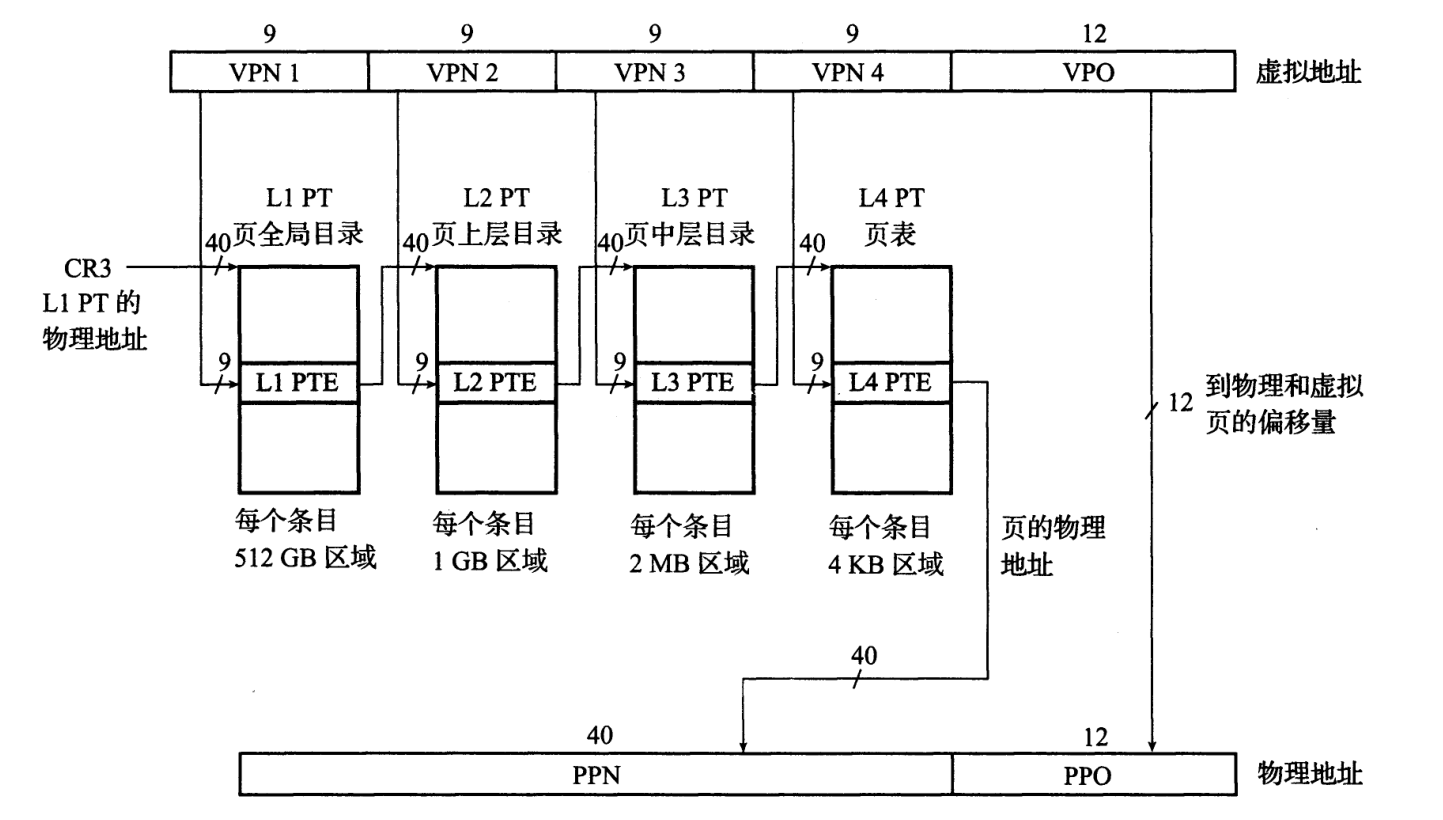 9 9 9 9 12
VPN 1 VPN 2 VPN 3 VPN 4 VPO 虚拟地址
L1 PT L2 PT L3 PT L4 PT
页全局目录 页上层目录 页中层目录 页表
40 40 40 40
CR3
L1 PT 的
物理地址
9 9 9 9
L1 PTE L2 PTE L3 PTE L4 PTE
12 到物理和虚拟
页的偏移量
每个条目 每个条目 每个条目 每个条目 页的物理
512 GB 区域 1 GB 区域 2 MB 区域 4 KB 区域 地址
40
40 12
PPN PPO 物理地址